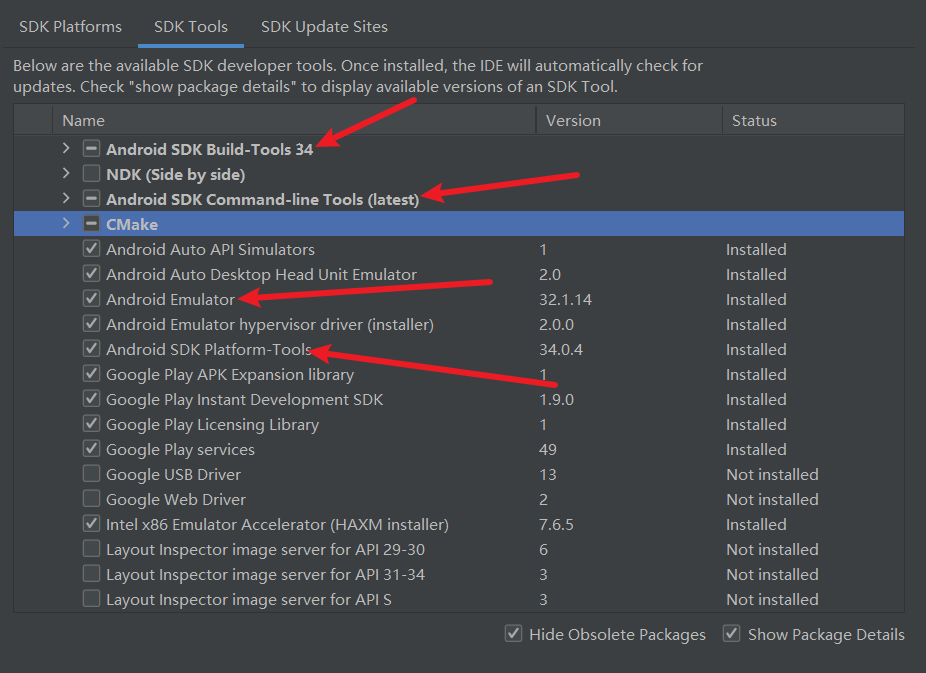 SDK Platforms SDK Tools SDK Update Sites
Below are the available SDK developer tools. Once installed, the IDE will automatically check for
updates. Check "show package details" to display available versions of an SDK Tool.
Name Version Status
Android SDK Build-Tools 34
NDK (Side by side)
Android SDK Command-line Tools (latest)
CMake
Android Auto API Simulators 1 Installed
Android Auto Desktop Head Unit Emulator 2.0 Installed
Android Emulator 32.1.14 Installed
Android Emulator hypervisor driver (installer) 2.0.0 Installed
Android SDK Platform-Tools 34.0.4 Installed
Google Play APK Expansion library 1 Installed
Google Play Instant Development SDK 1.9.0 Installed
Google Play Licensing Library 1 Installed
Google Play services 49 Installed
Google USB Driver 13 Not installed
Google Web Driver 2 Not installed
Intel x86 Emulator Accelerator (HAXM installer) 7.6.5 Installed
Layout Inspector image server for API 29-30 6 Not installed
Layout Inspector image server for API 31-34 3 Not installed
Layout Inspector image server for API S 3 Not installed
Hide Obsolete Packages Show Package Details